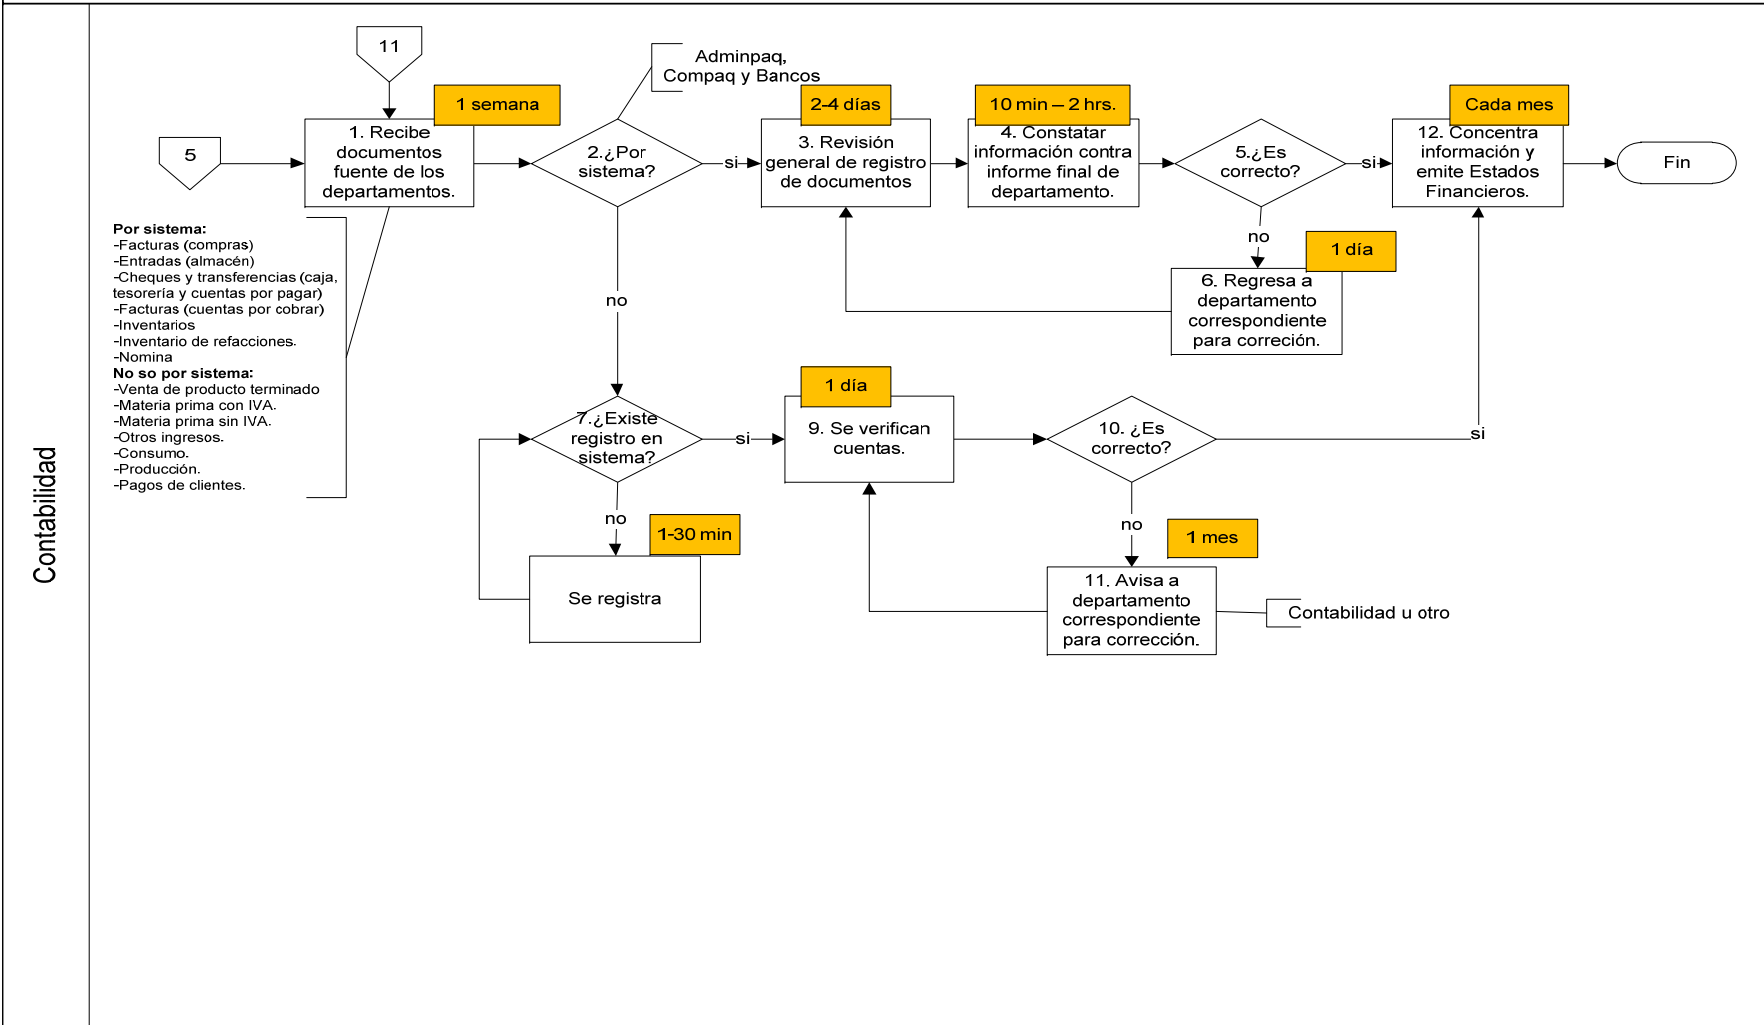 11
Adminpaq,
Compaq y Bancos
1 semana
2-4 días
10 min – 2 hrs.
Cada mes
5
1. Recibe
documentos
fuente de los
departamentos.
2.¿Por
sistema?
si
3. Revisión
general de registro
de documentos
4. Constatar
información contra
informe final de
departamento.
5.¿Es
correcto?
si
12. Concentra
información y
emite Estados
Financieros.
Fin
no
1 día
6. Regresa a
departamento
correspondiente
para correción.
Por sistema:
-Facturas (compras)
-Entradas (almacén)
-Cheques y transferencias (caja,
tesorería y cuentas por pagar)
-Facturas (cuentas por cobrar)
-Inventarios
-Inventario de refacciones.
-Nomina
No so por sistema:
-Venta de producto terminado
-Materia prima con IVA.
-Materia prima sin IVA.
-Otros ingresos.
-Consumo.
-Producción.
-Pagos de clientes.
no
7.¿Existe
registro en
sistema?
si
1 día
9. Se verifican
cuentas.
10. ¿Es
correcto?
si
no
1-30 min
Se registra
no
1 mes
11. Avisa a
departamento
correspondiente
para corrección.
Contabilidad u otro
Contabilidad